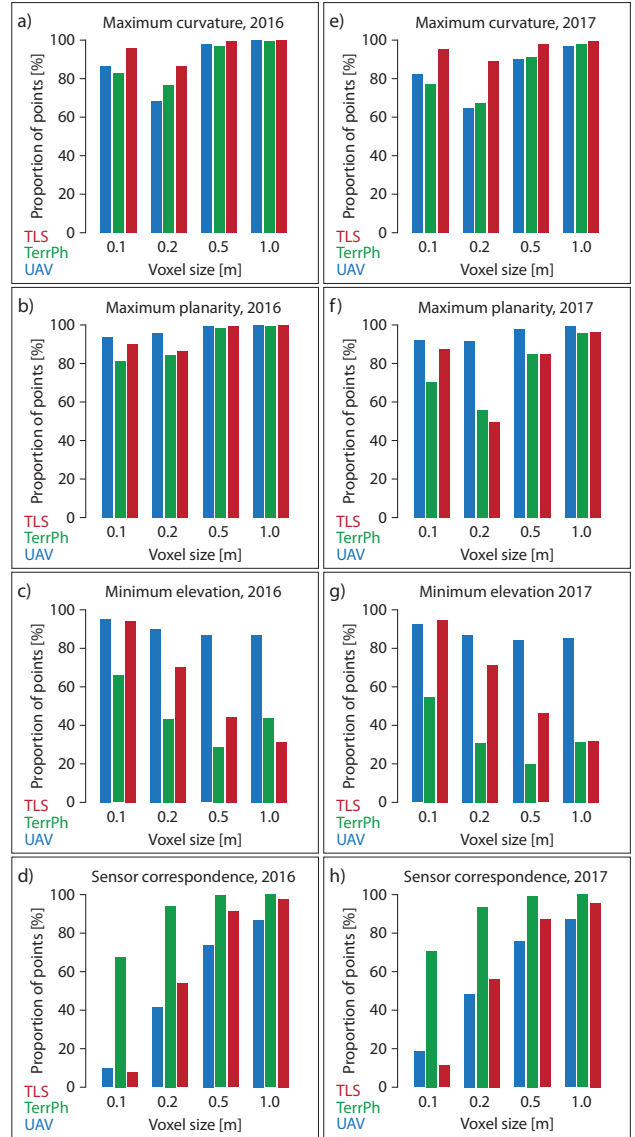 a) Maximum curvature, 2016
Proportion of points [%]
100
80
60
40
20
0
TLS
TerrPh
UAV
0.1 0.2 0.5 1.0
Voxel size [m]
b) Maximum planarity, 2016
Proportion of points [%]
100
80
60
40
20
0
TLS
TerrPh
UAV
0.1 0.2 0.5 1.0
Voxel size [m]
c) Minimum elevation, 2016
Proportion of points [%]
100
80
60
40
20
0
TLS
TerrPh
UAV
0.1 0.2 0.5 1.0
Voxel size [m]
d) Sensor correspondence, 2016
Proportion of points [%]
100
80
60
40
20
0
TLS
TerrPh
UAV
0.1 0.2 0.5 1.0
Voxel size [m]
e) Maximum curvature, 2017
Proportion of points [%]
100
80
60
40
20
0
TLS
TerrPh
UAV
0.1 0.2 0.5 1.0
Voxel size [m]
f) Maximum planarity, 2017
Proportion of points [%]
100
80
60
40
20
0
TLS
TerrPh
UAV
0.1 0.2 0.5 1.0
Voxel size [m]
g) Minimum elevation 2017
Proportion of points [%]
100
80
60
40
20
0
TLS
TerrPh
UAV
0.1 0.2 0.5 1.0
Voxel size [m]
h) Sensor correspondence, 2017
Proportion of points [%]
100
80
60
40
20
0
TLS
TerrPh
UAV
0.1 0.2 0.5 1.0
Voxel size [m]